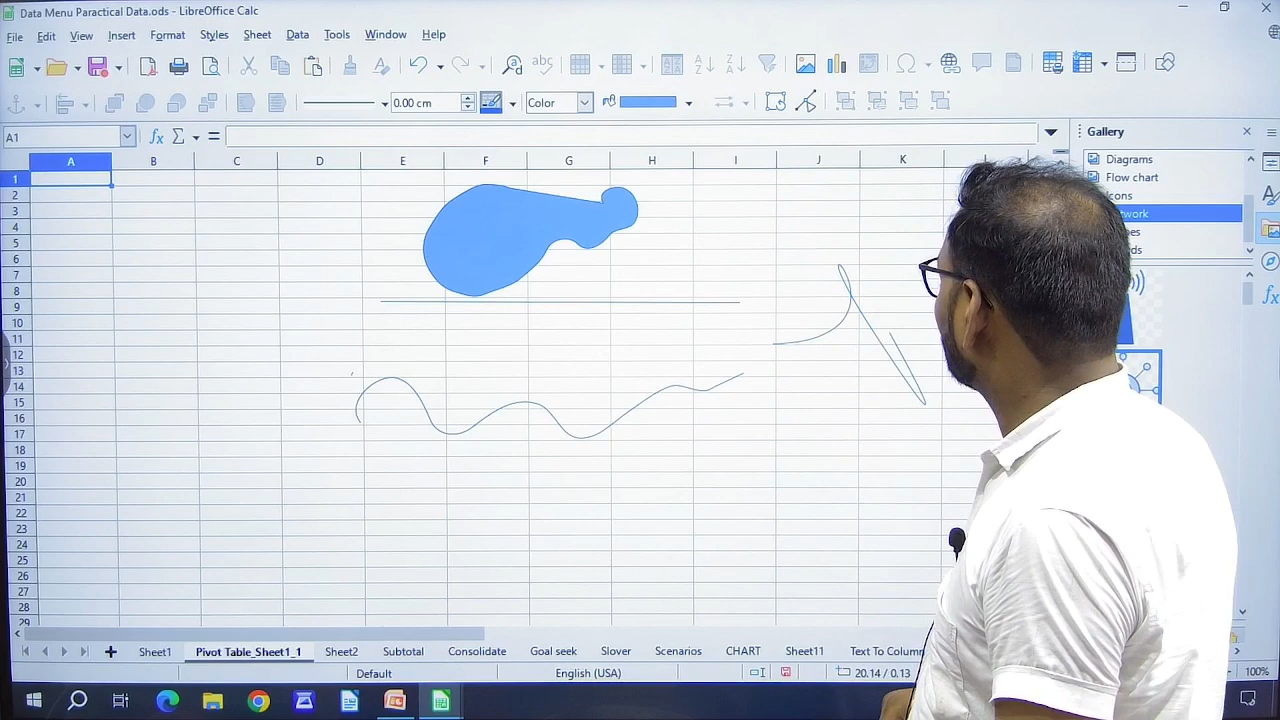 Data Menu Paractical Data.ods - LibreOffice Calc
File Edit View Insert Format Styles Sheet Data Tools Window Help
0.00 cm Color
A1
Gallery
A B C D E F G H I J K
Diagrams
Flow chart
1
2
3
4
5
6
7
8
9
10
11
12
13
14
15
16
17
18
19
20
21
22
23
24
25
26
27
28
29
Sheet1 Pivot Table_Sheet1_1 Sheet2 Subtotal Consolidate Goal seek Slover Scenarios CHART Sheet11
Default English (USA) 20.14 / 0.13 100%